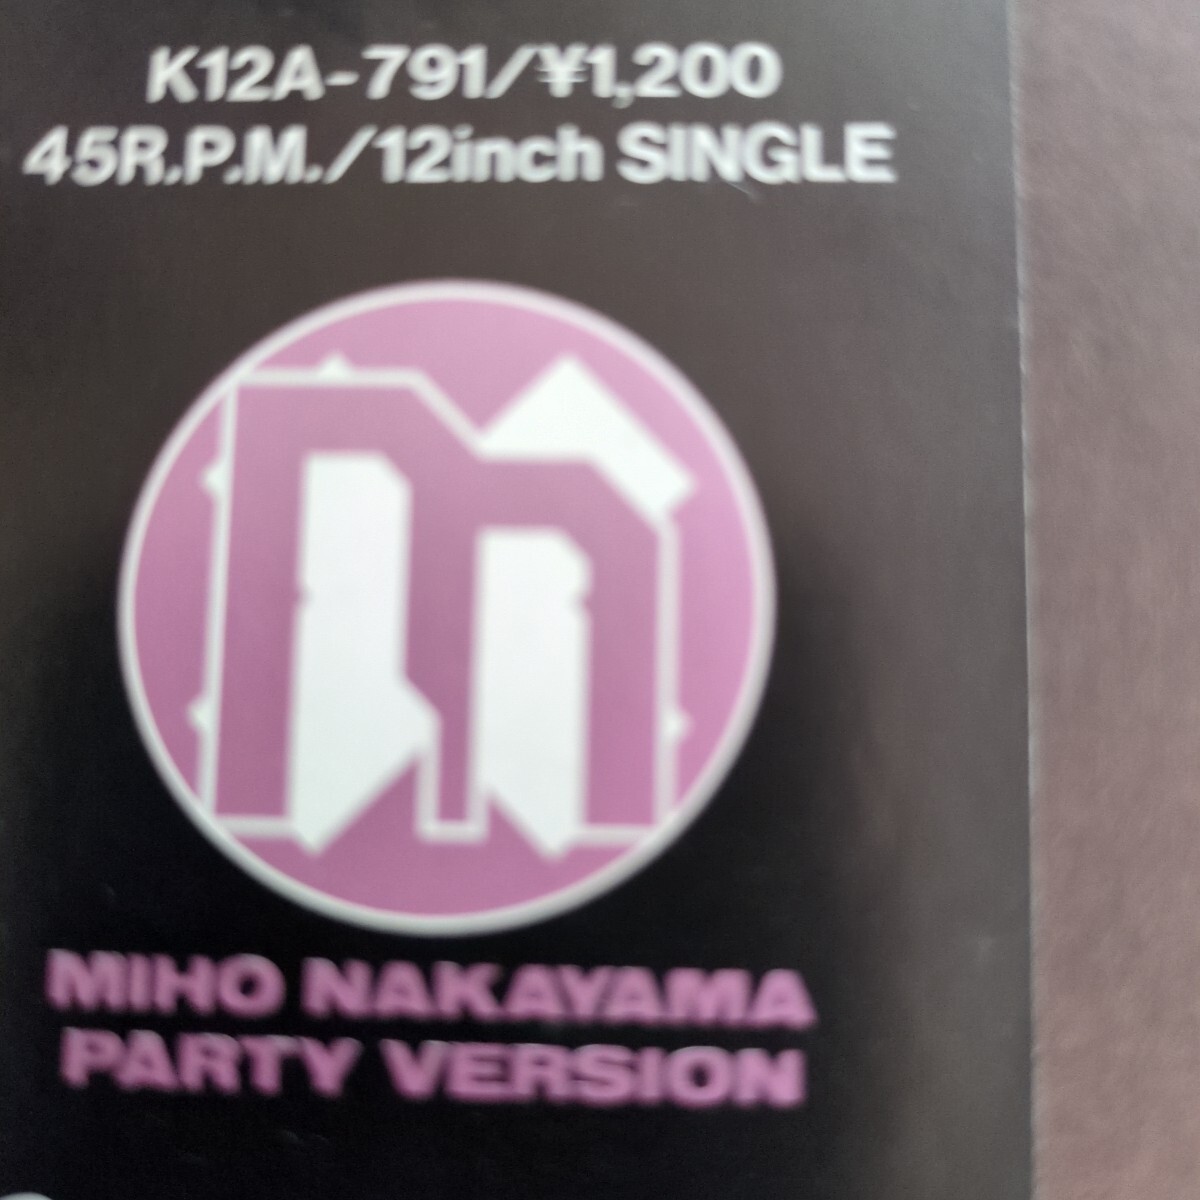 K12A-791/¥1,200
45R.P.M./12inch SINGLE
m
MIHO NAKAYAMA
PARTY VERSION